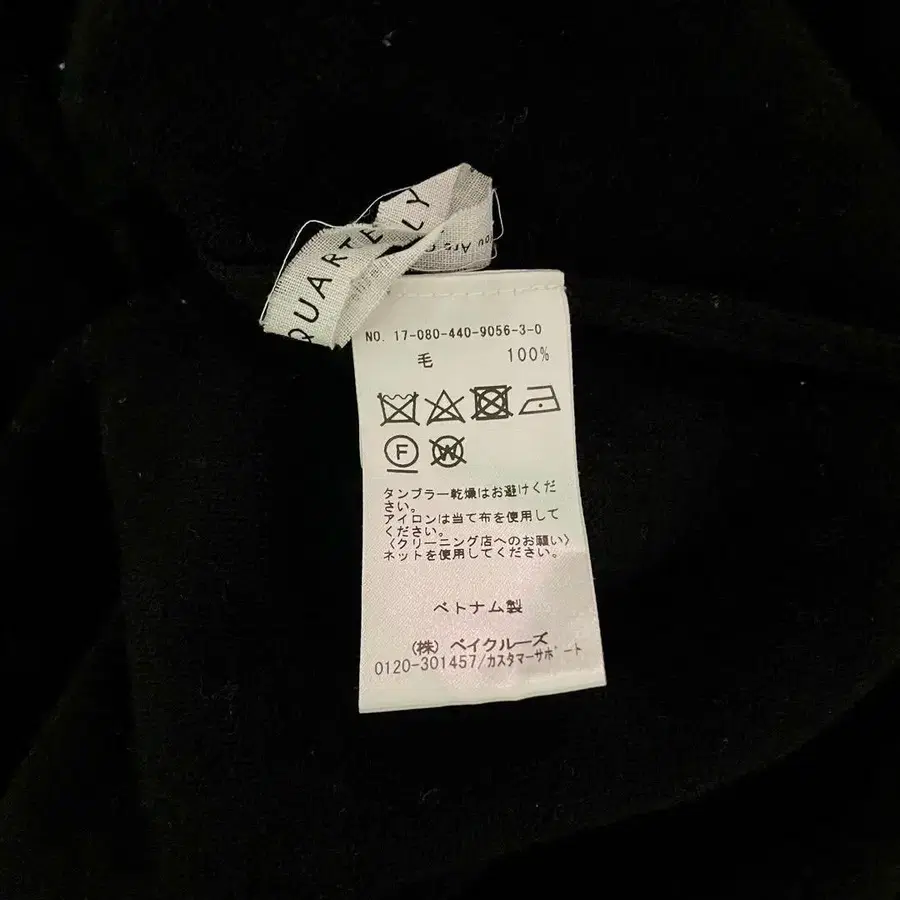 QUARTE
LY
ou Are
NO. 17-080-440-9056-3-0
毛 100%
F
W
タンブラー乾燥はお避けくだ
さい。
アイロンは当て布を使用して
ください。
〈クリーニング店へのお願い〉
ネットを使用してください。
ベトナム製
(株) ベイクルーズ
0120-301457/カスタマーサポート